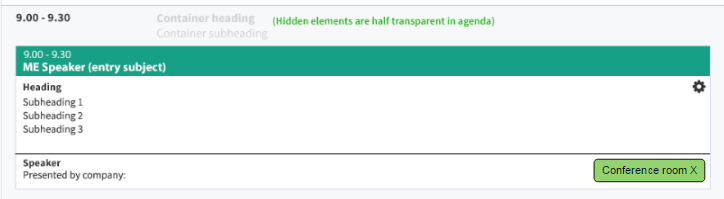 9.00 - 9.30
Container heading (Hidden elements are half transparent in agenda)
Container subheading
9.00 - 9.30
ME Speaker (entry subject)
Heading
Subheading 1
Subheading 2
Subheading 3
Speaker
Presented by company:
Conference room X